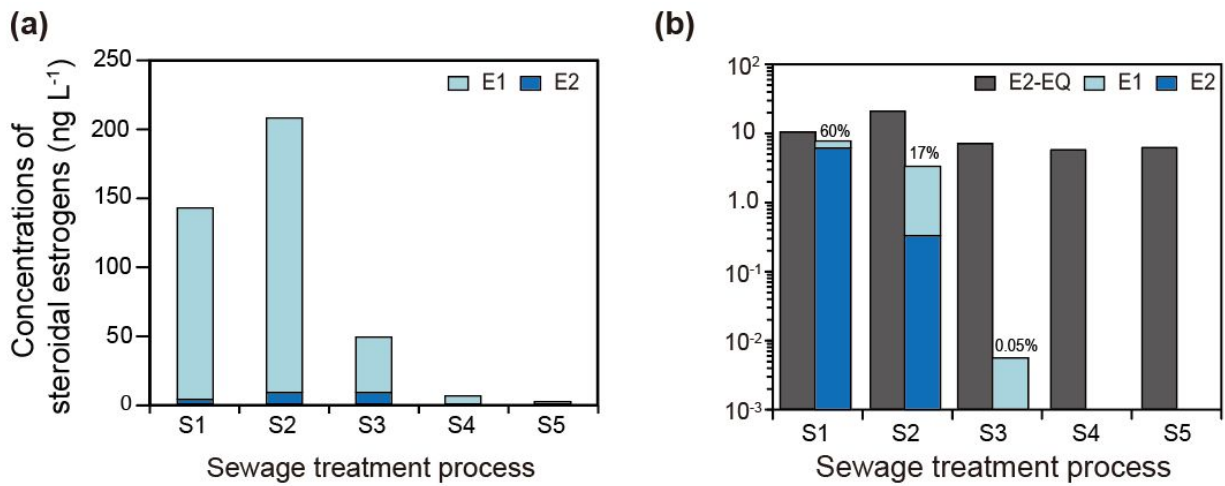 (a)
Concentrations of
steroidal estrogens (ng L⁻¹)
250
200
150
100
50
0
E1 E2
S1 S2 S3 S4 S5
Sewage treatment process
(b)
10²
10
1.0
10⁻¹
10⁻²
10⁻³
E2-EQ E1 E2
60%
17%
0.05%
S1 S2 S3 S4 S5
Sewage treatment process